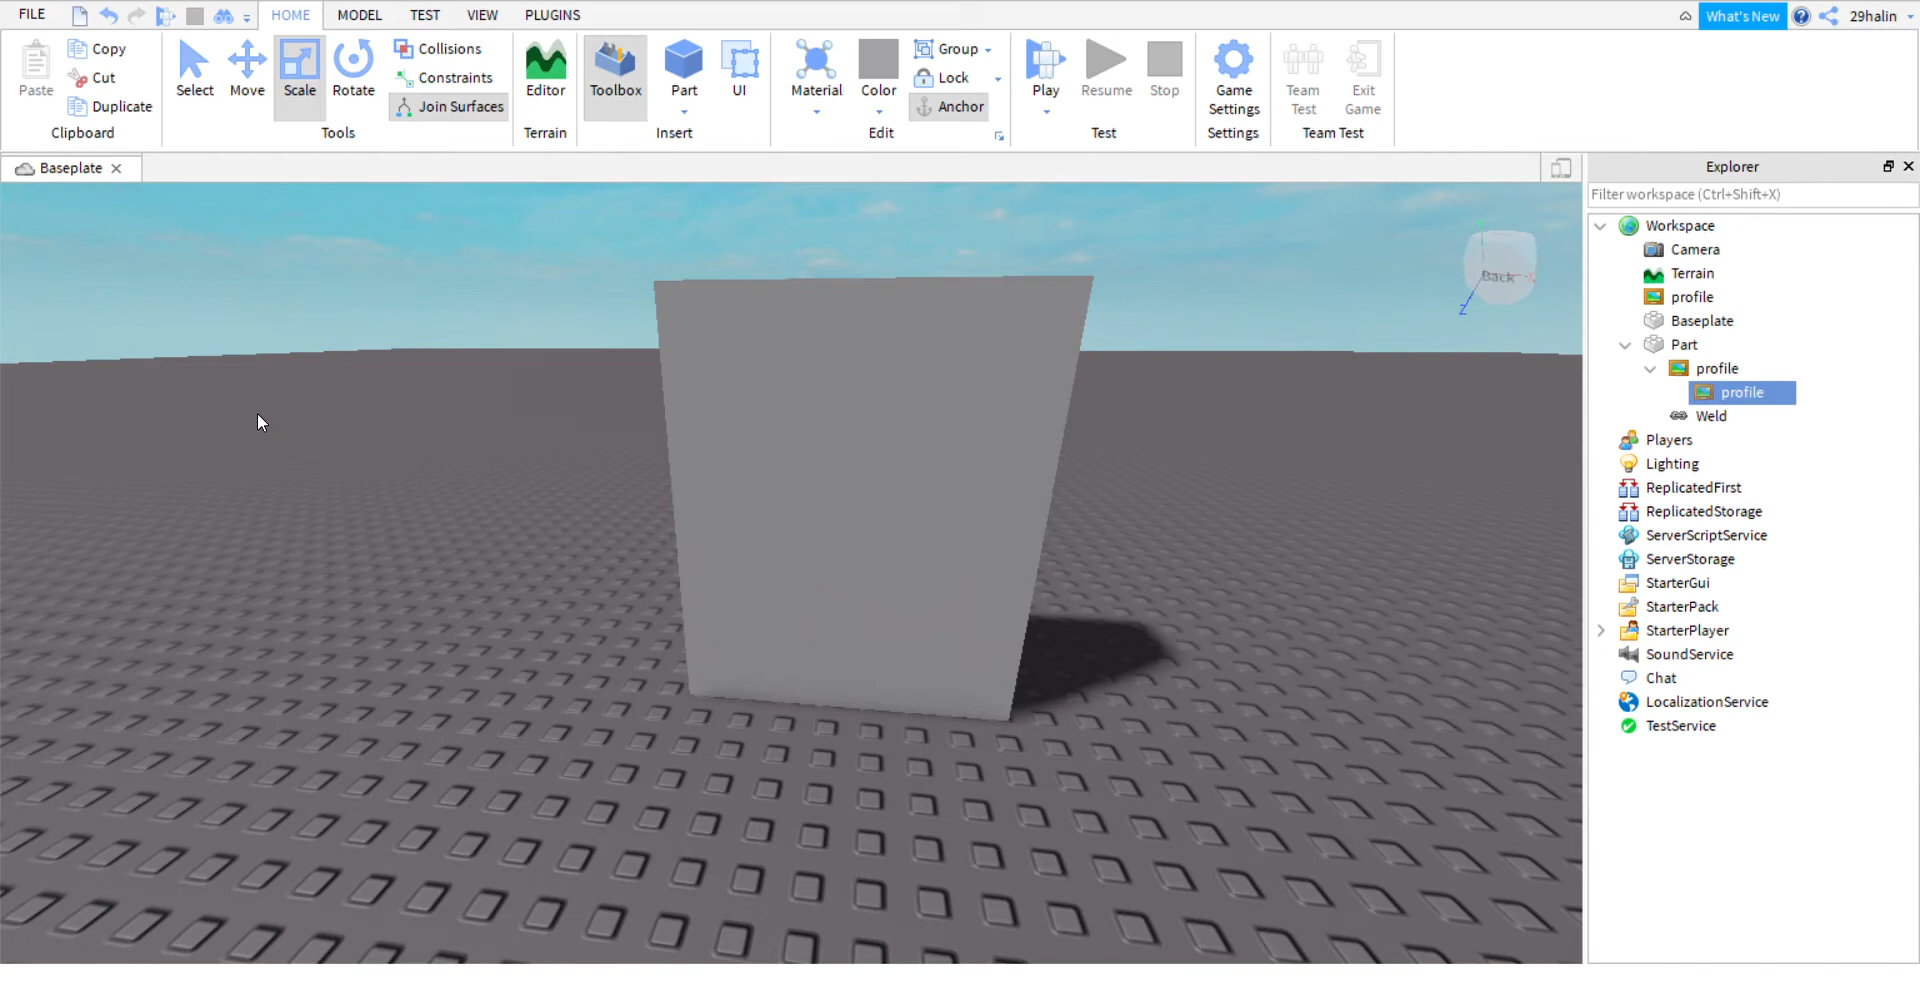 FILE HOME MODEL TEST VIEW PLUGINS What's New 29halin
Paste Copy Cut Duplicate
Clipboard
Select Move Scale Rotate Collisions Constraints Join Surfaces
Tools
Editor
Terrain
Toolbox Part UI
Insert
Material Color Group Lock Anchor
Edit
Play Resume Stop
Test
Game Settings
Settings
Team Test Exit Game
Team Test
Baseplate
Back
Z
Explorer
Filter workspace (Ctrl+Shift+X)
Workspace
Camera
Terrain
profile
Baseplate
Part
profile
profile
Weld
Players
Lighting
ReplicatedFirst
ReplicatedStorage
ServerScriptService
ServerStorage
StarterGui
StarterPack
StarterPlayer
SoundService
Chat
LocalizationService
TestService